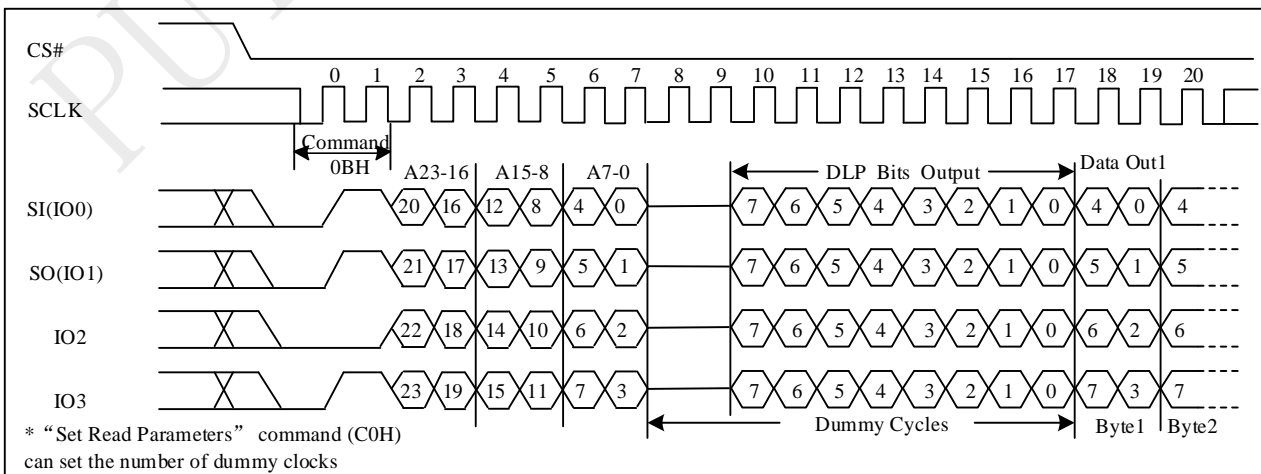 PU
CS#
0 1 2 3 4 5 6 7 8 9 10 11 12 13 14 15 16 17 18 19 20
SCLK
Command
0BH
A23-16 A15-8 A7-0 DLP Bits Output Data Out1
SI(IO0) 20 16 12 8 4 0 7 6 5 4 3 2 1 0 4 0 4
SO(IO1) 21 17 13 9 5 1 7 6 5 4 3 2 1 0 5 1 5
IO2 22 18 14 10 6 2 7 6 5 4 3 2 1 0 6 2 6
IO3 23 19 15 11 7 3 7 6 5 4 3 2 1 0 7 3 7
Dummy Cycles Byte1 Byte2
* “Set Read Parameters” command (C0H)
can set the number of dummy clocks